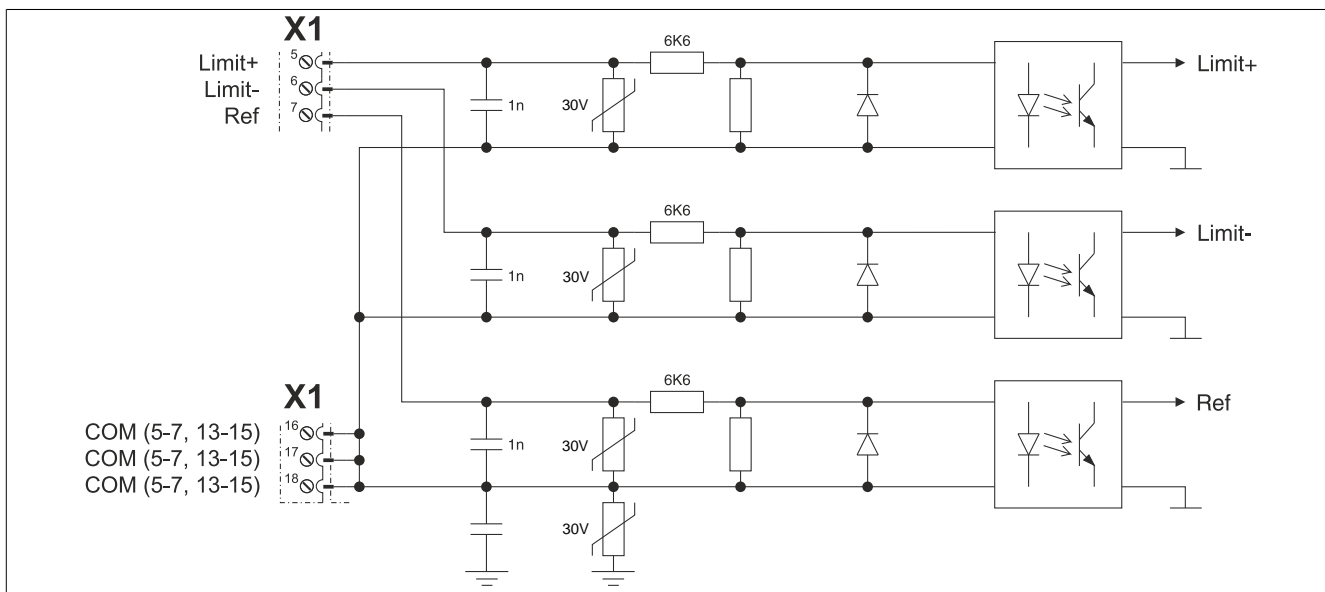 X1
5
Limit+
6
Limit-
7
Ref
6K6
1n
30V
Limit+
6K6
1n
30V
Limit-
X1
16
COM (5-7, 13-15)
17
COM (5-7, 13-15)
18
COM (5-7, 13-15)
6K6
1n
30V
Ref
30V